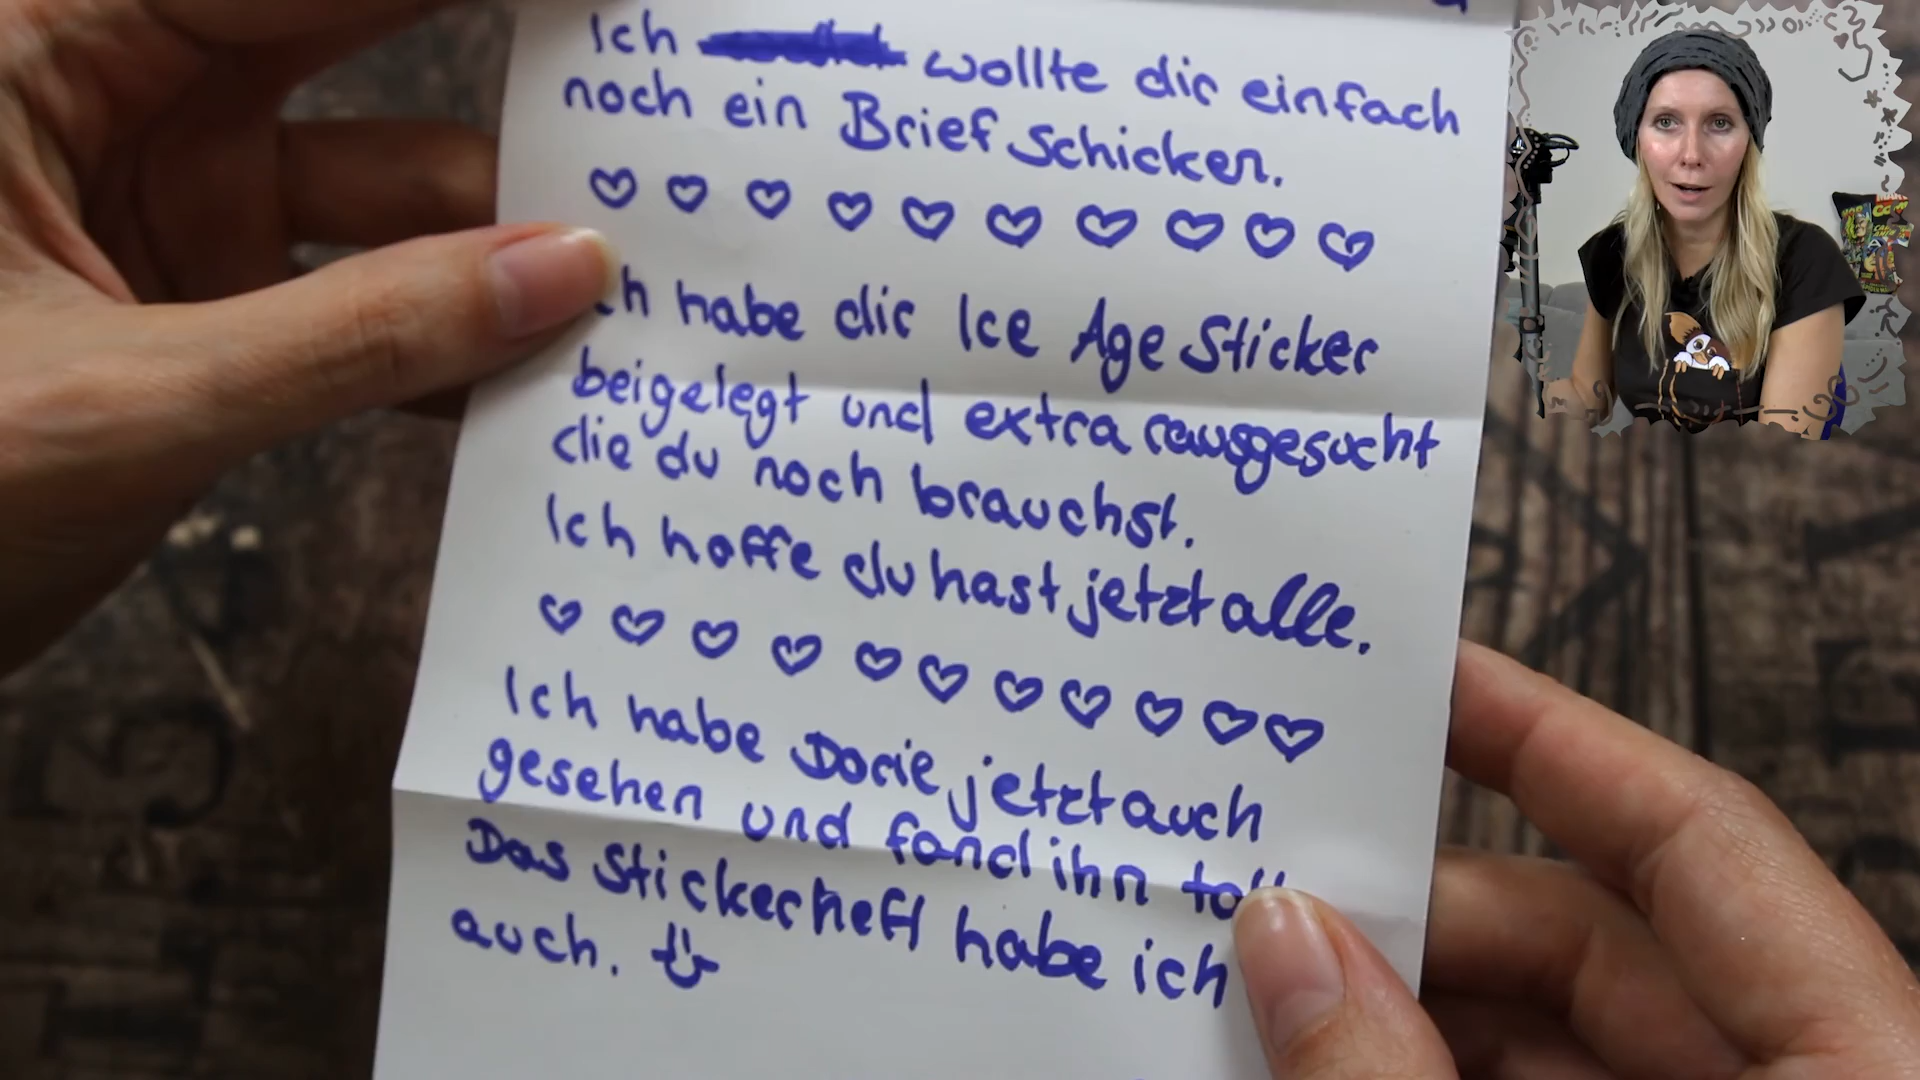 Ich wollte dir einfach
noch ein Brief schicken.
♡ ♡ ♡ ♡ ♡ ♡ ♡ ♡ ♡ ♡
ch habe dir Ice Age Sticker
beigelegt und extra rausgesucht
die du noch brauchst.
Ich hoffe du hast jetzt alle.
♡ ♡ ♡ ♡ ♡ ♡ ♡ ♡ ♡ ♡ ♡
Ich habe Dorie jetzt auch
gesehen und fand ihn toll
Das Stickerheft habe ich
auch.